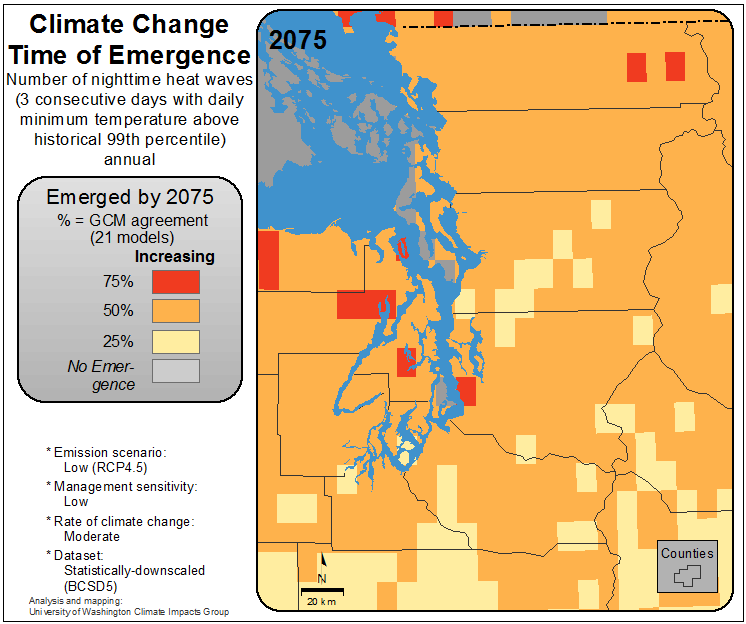 Climate Change
Time of Emergence
Number of nighttime heat waves
(3 consecutive days with daily
minimum temperature above
historical 99th percentile)
annual
Emerged by 2075
% = GCM agreement
(21 models)
Increasing
75%
50%
25%
No Emer-
gence
* Emission scenario:
Low (RCP4.5)
* Management sensitivity:
Low
* Rate of climate change:
Moderate
* Dataset:
Statistically-downscaled
(BCSD5)
Analysis and mapping:
University of Washington Climate Impacts Group
2075
N
20 km
Counties